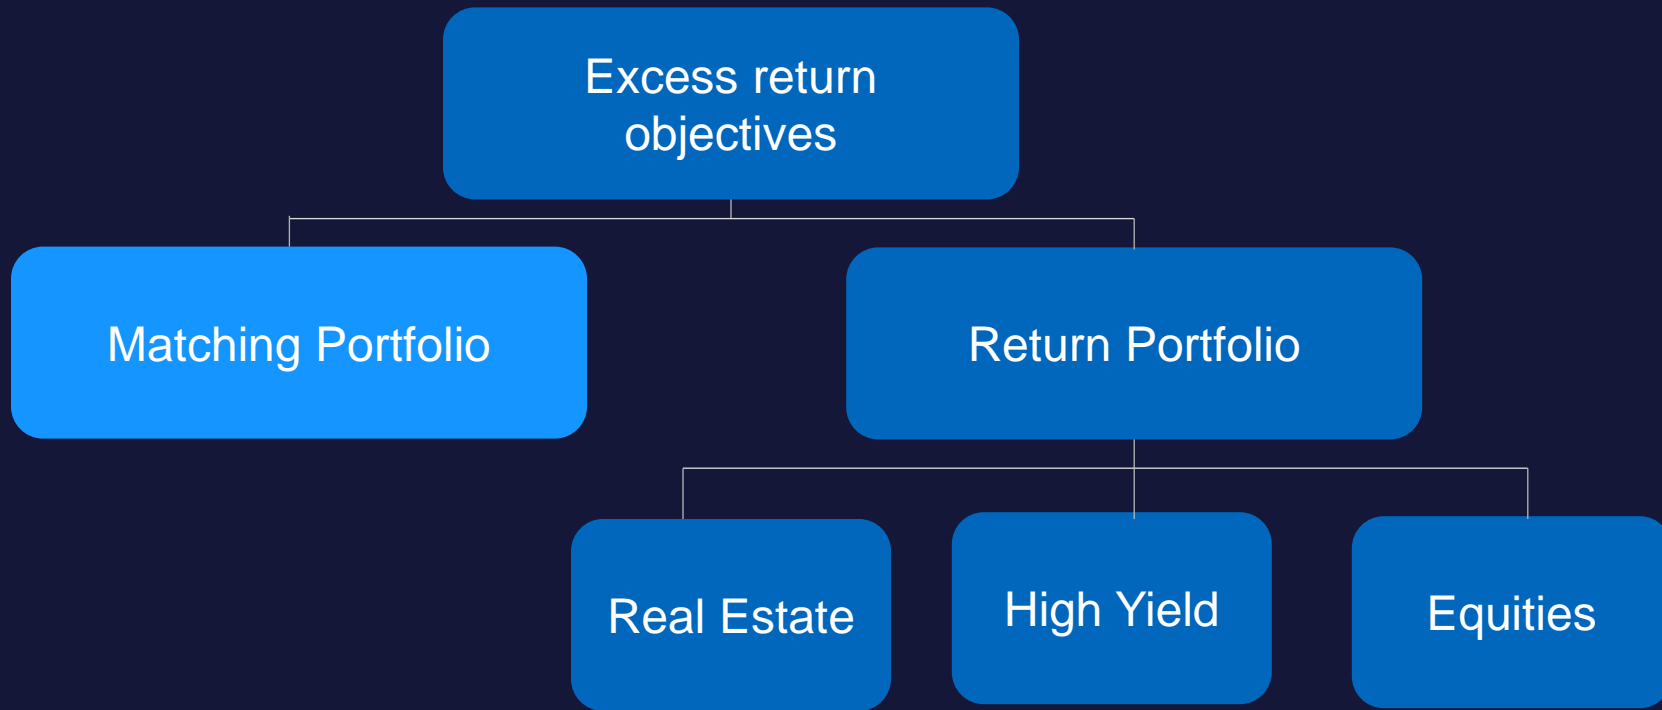 Excess return
objectives
Matching Portfolio
Return Portfolio
Real Estate
High Yield
Equities